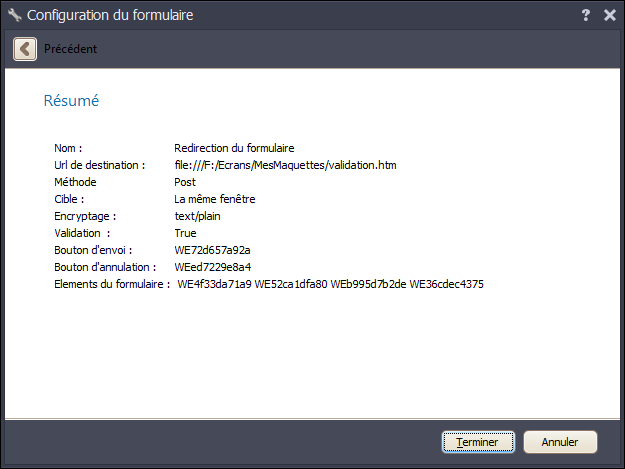 Configuration du formulaire
Précédent
Résumé
Nom : Redirection du formulaire
Url de destination : file:///F:/Ecrans/MesMaquettes/validation.htm
Méthode Post
Cible : La même fenêtre
Encryptage : text/plain
Validation : True
Bouton d'envoi : WE72d657a92a
Bouton d'annulation : WEed7229e8a4
Elements du formulaire : WE4f33da71a9 WE52ca1dfa80 WEb995d7b2de WE36cdec4375
Terminer Annuler